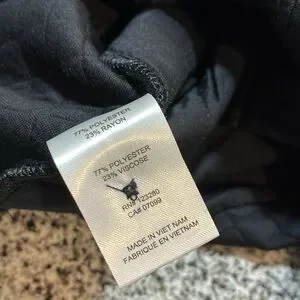 77% POLYESTER
23% RAYON
77% POLYESTER
23% VISCOSE
RN# 123280
CA# 07099
MADE IN VIET NAM
FABRIQUÉ EN VIETNAM